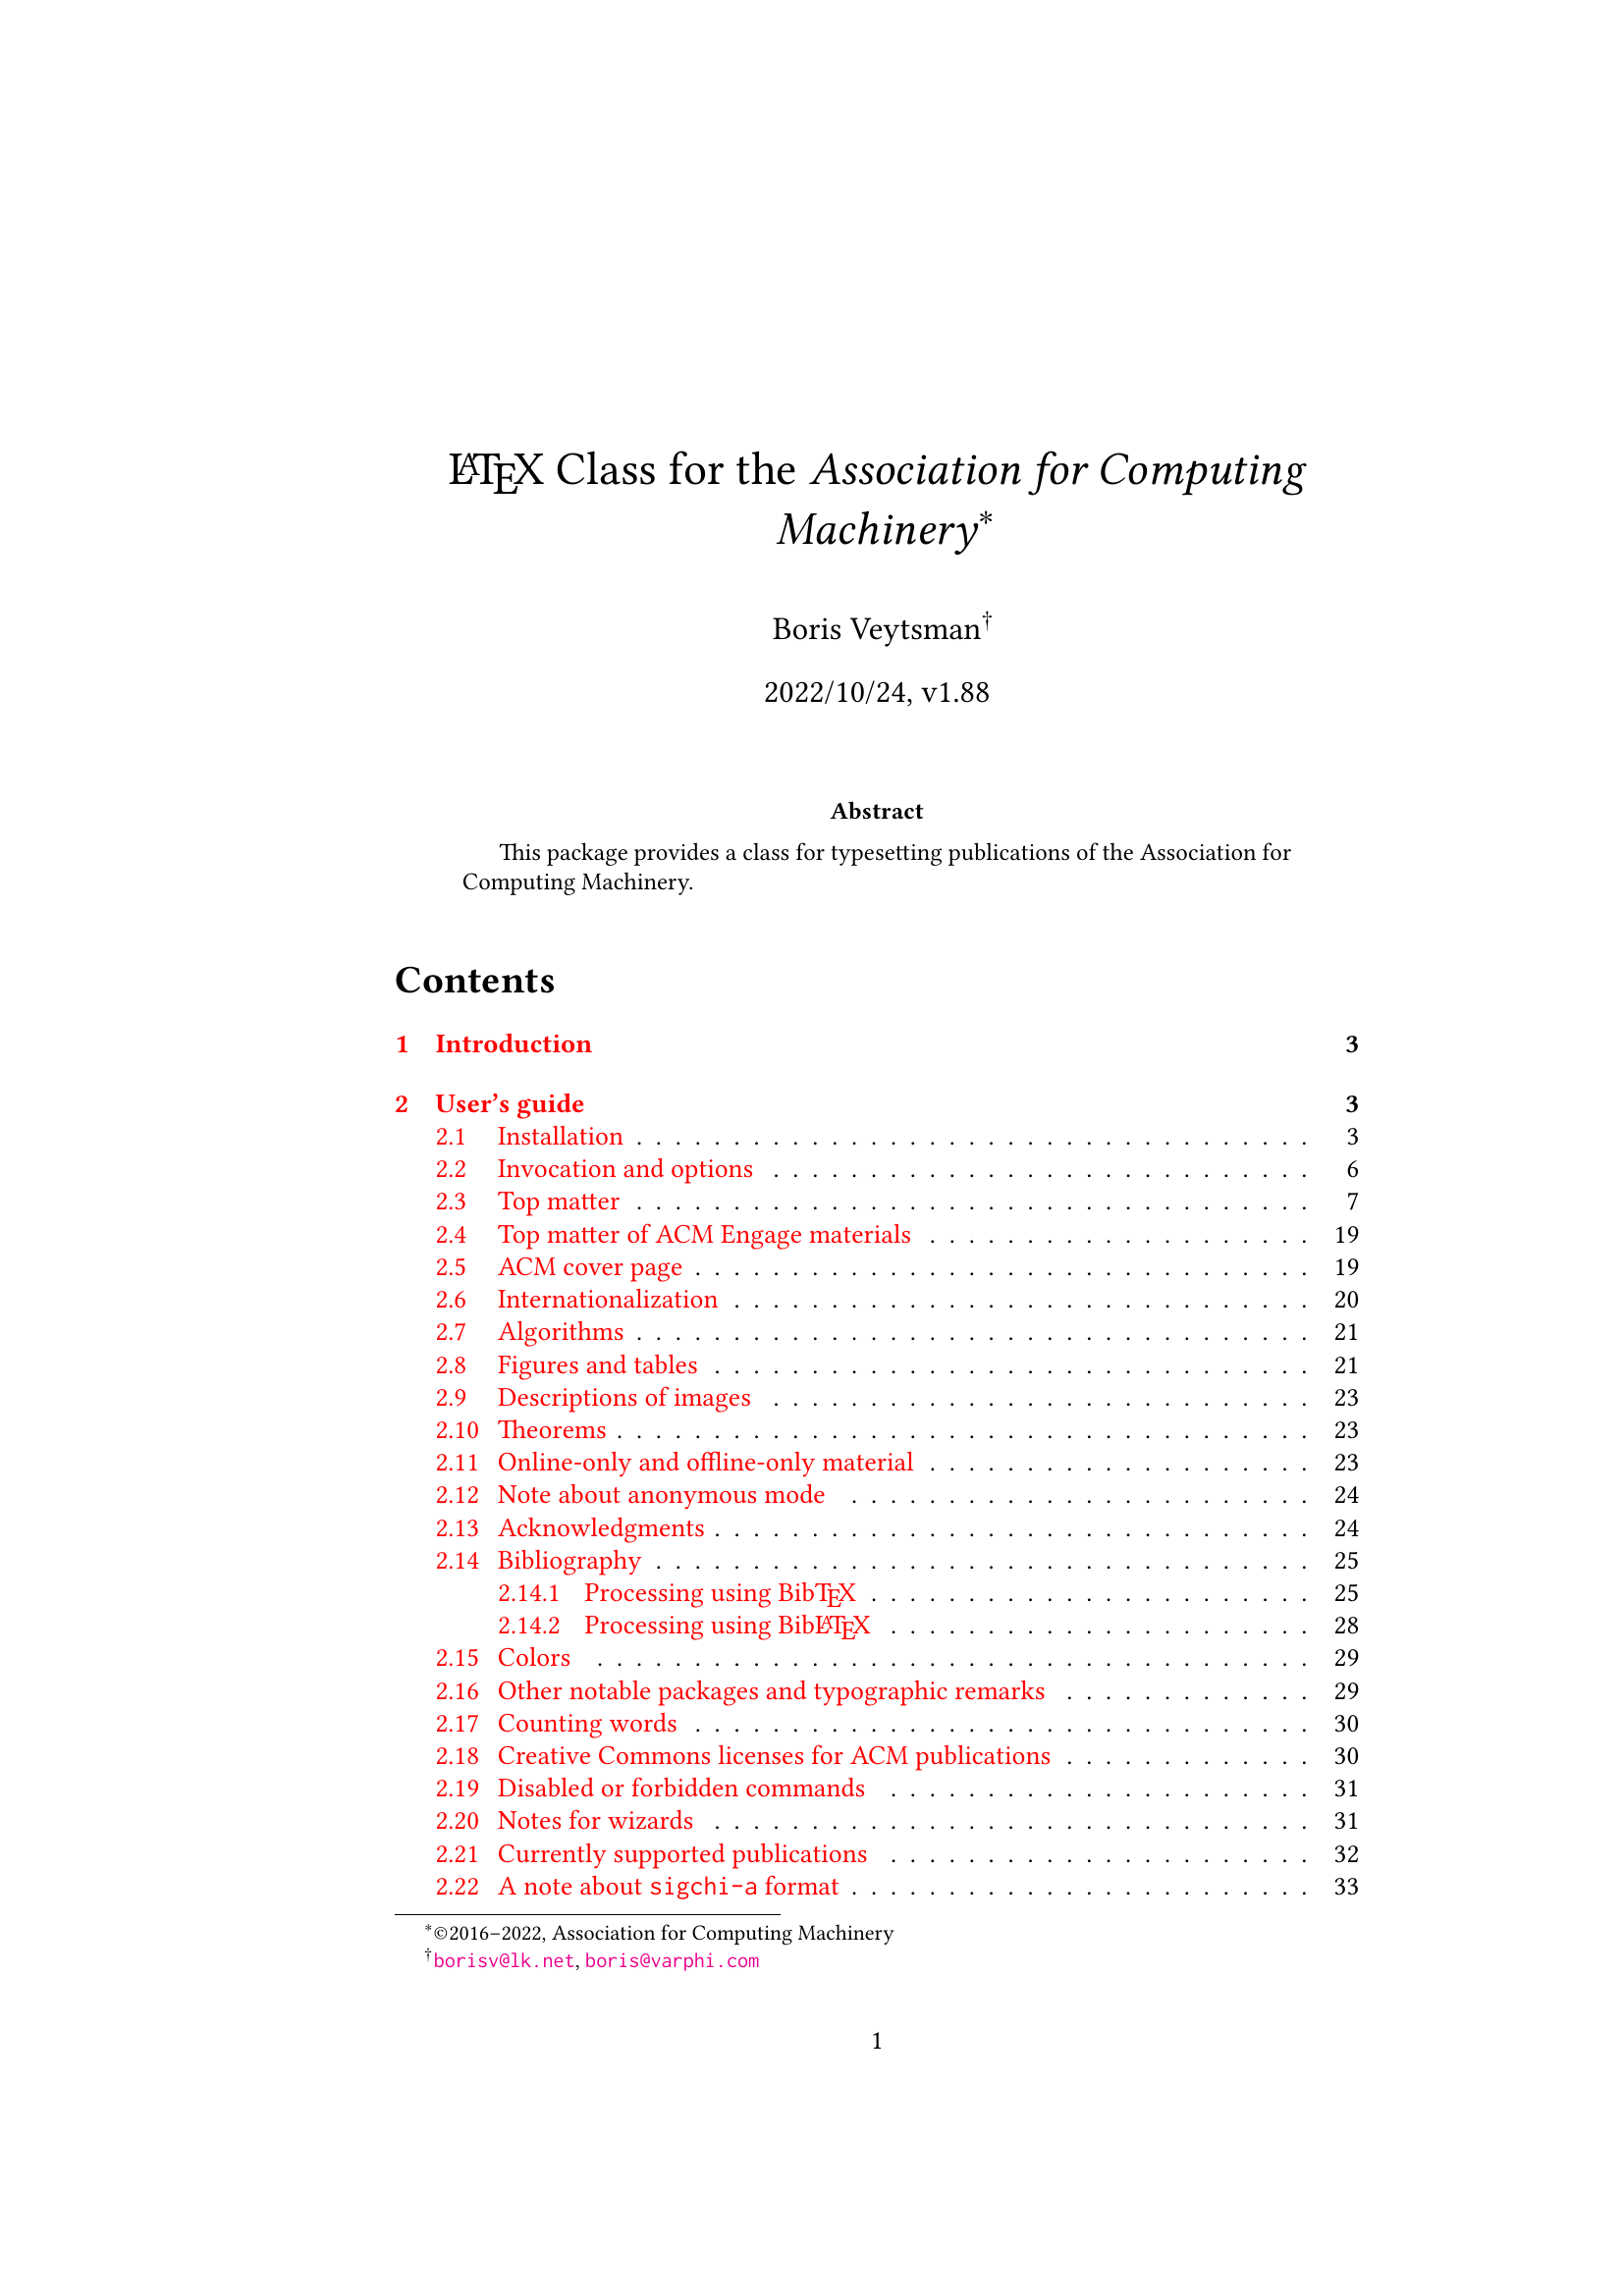 LATEX Class for the Association for Computing
Machinery*
Boris Veytsman†
2022/10/24, v1.88
Abstract
This package provides a class for typesetting publications of the Association for
Computing Machinery.
Contents
1 Introduction 3
2 User’s guide 3
2.1 Installation . . . . . . . . . . . . . . . . . . . . . . . . . . . . . . . . . . . 3
2.2 Invocation and options . . . . . . . . . . . . . . . . . . . . . . . . . . . . 6
2.3 Top matter . . . . . . . . . . . . . . . . . . . . . . . . . . . . . . . . . . . 7
2.4 Top matter of ACM Engage materials . . . . . . . . . . . . . . . . . . . . 19
2.5 ACM cover page . . . . . . . . . . . . . . . . . . . . . . . . . . . . . . . . 19
2.6 Internationalization . . . . . . . . . . . . . . . . . . . . . . . . . . . . . . 20
2.7 Algorithms . . . . . . . . . . . . . . . . . . . . . . . . . . . . . . . . . . . 21
2.8 Figures and tables . . . . . . . . . . . . . . . . . . . . . . . . . . . . . . . 21
2.9 Descriptions of images . . . . . . . . . . . . . . . . . . . . . . . . . . . . 23
2.10 Theorems . . . . . . . . . . . . . . . . . . . . . . . . . . . . . . . . . . . . 23
2.11 Online-only and offline-only material . . . . . . . . . . . . . . . . . . . . 23
2.12 Note about anonymous mode . . . . . . . . . . . . . . . . . . . . . . . . 24
2.13 Acknowledgments . . . . . . . . . . . . . . . . . . . . . . . . . . . . . . . 24
2.14 Bibliography . . . . . . . . . . . . . . . . . . . . . . . . . . . . . . . . . . 25
2.14.1 Processing using BibTEX . . . . . . . . . . . . . . . . . . . . . . . 25
2.14.2 Processing using BibLATEX . . . . . . . . . . . . . . . . . . . . . . 28
2.15 Colors . . . . . . . . . . . . . . . . . . . . . . . . . . . . . . . . . . . . . 29
2.16 Other notable packages and typographic remarks . . . . . . . . . . . . . 29
2.17 Counting words . . . . . . . . . . . . . . . . . . . . . . . . . . . . . . . . 30
2.18 Creative Commons licenses for ACM publications . . . . . . . . . . . . . 30
2.19 Disabled or forbidden commands . . . . . . . . . . . . . . . . . . . . . . 31
2.20 Notes for wizards . . . . . . . . . . . . . . . . . . . . . . . . . . . . . . . 31
2.21 Currently supported publications . . . . . . . . . . . . . . . . . . . . . . 32
2.22 A note about sigchi-a format . . . . . . . . . . . . . . . . . . . . . . . . 33
*©2016–2022, Association for Computing Machinery
†borisv@lk.net, boris@varphi.com
1